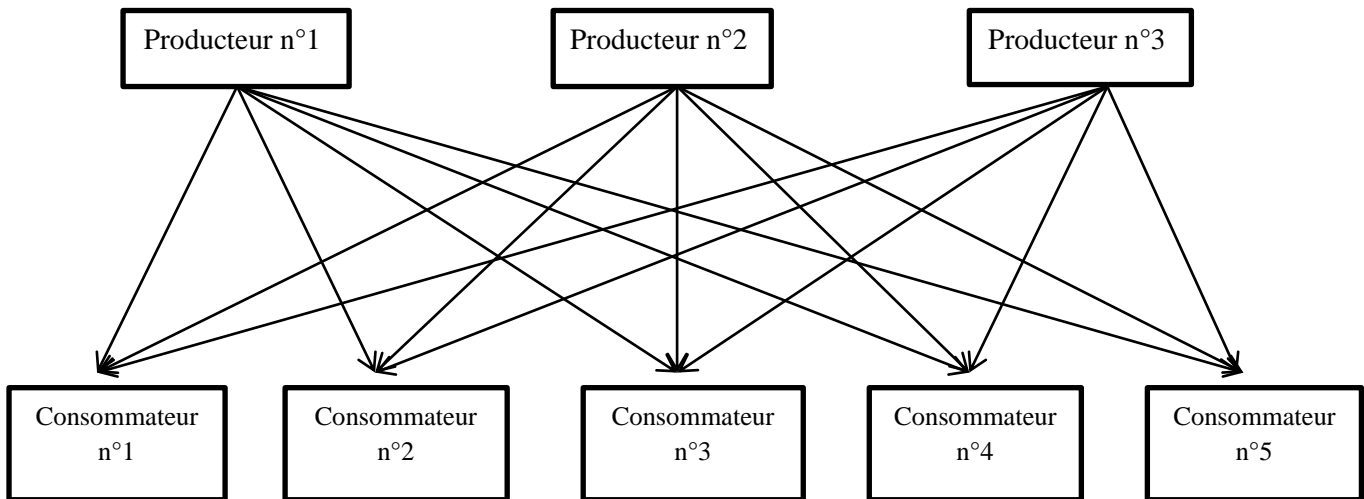 Producteur n°1
Producteur n°2
Producteur n°3
Consommateur
n°1
Consommateur
n°2
Consommateur
n°3
Consommateur
n°4
Consommateur
n°5